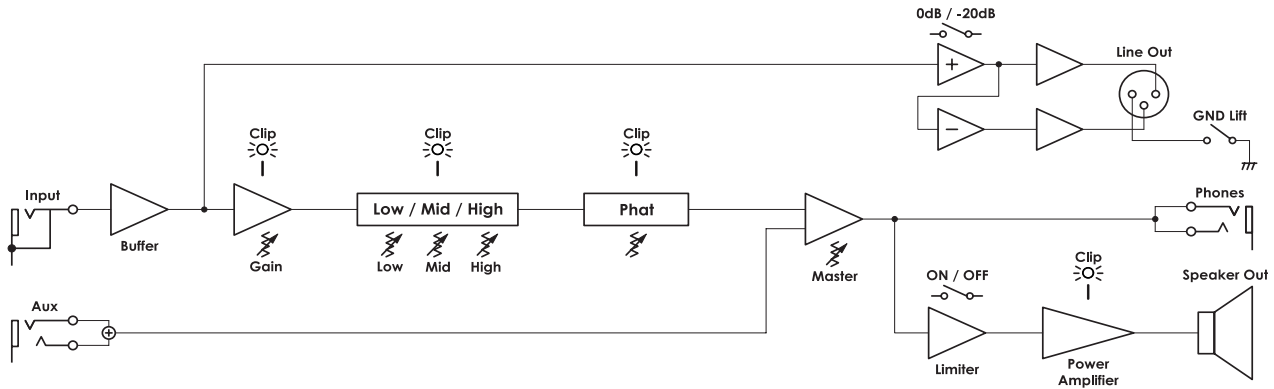 0dB / -20dB
+
Line Out
−
GND Lift
Clip
Clip
Clip
Input
Low / Mid / High
Phat
Phones
Buffer
Gain
Low
Mid
High
Master
Aux
+
ON / OFF
Clip
Speaker Out
Limiter
Power
Amplifier